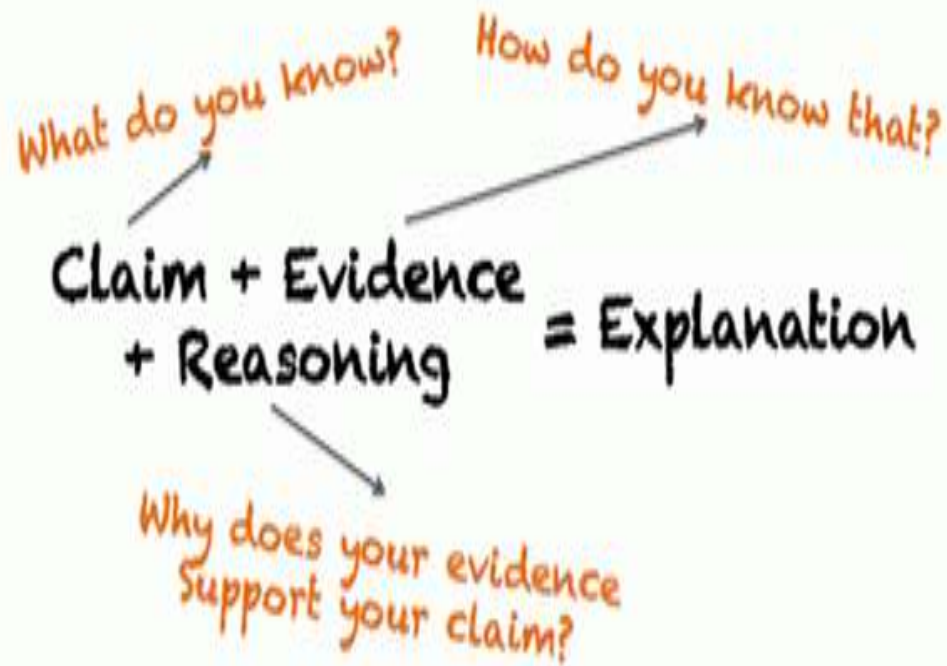 What do you know?
How do you know that?
Claim + Evidence
+ Reasoning
= Explanation
Why does your evidence
Support your claim?